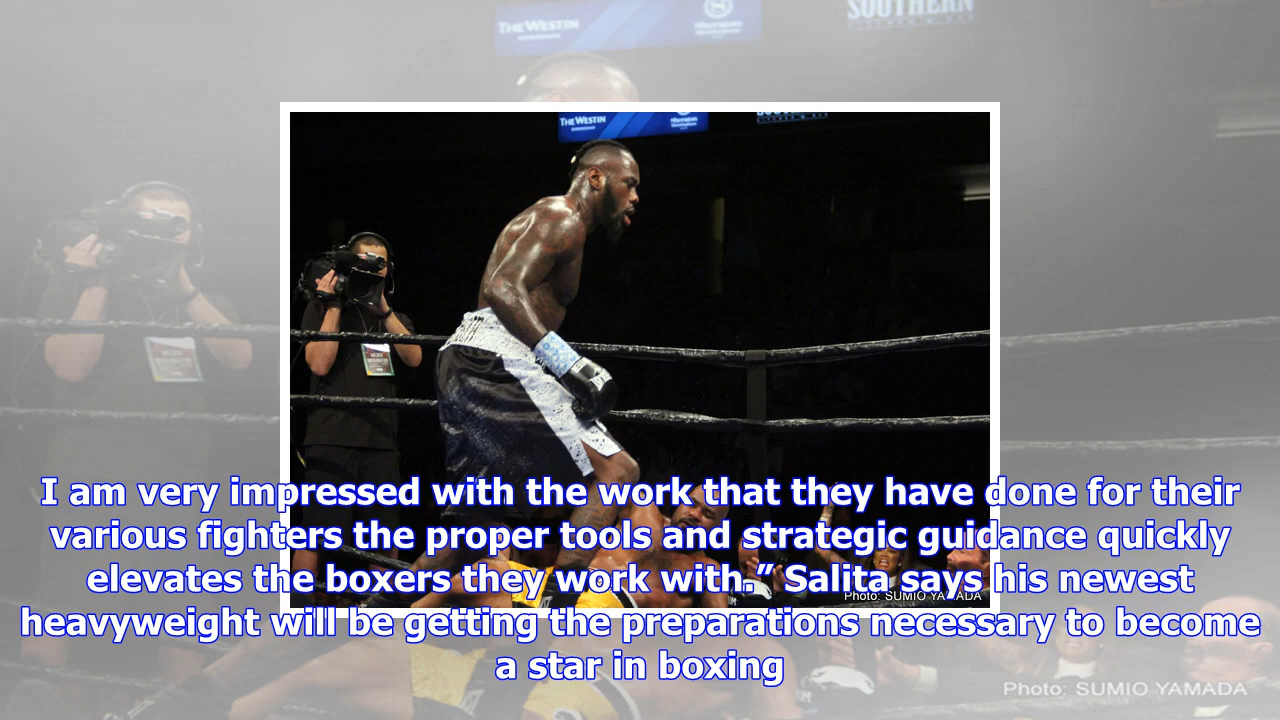 THE WESTIN
Sheraton
SOUTHERN
THE WESTIN
Sheraton
I am very impressed with the work that they have done for their
various fighters the proper tools and strategic guidance quickly
elevates the boxers they work with.” Salita says his newest
Photo: SUMIO YAMADA
heavyweight will be getting the preparations necessary to become
a star in boxing
Photo: SUMIO YAMADA